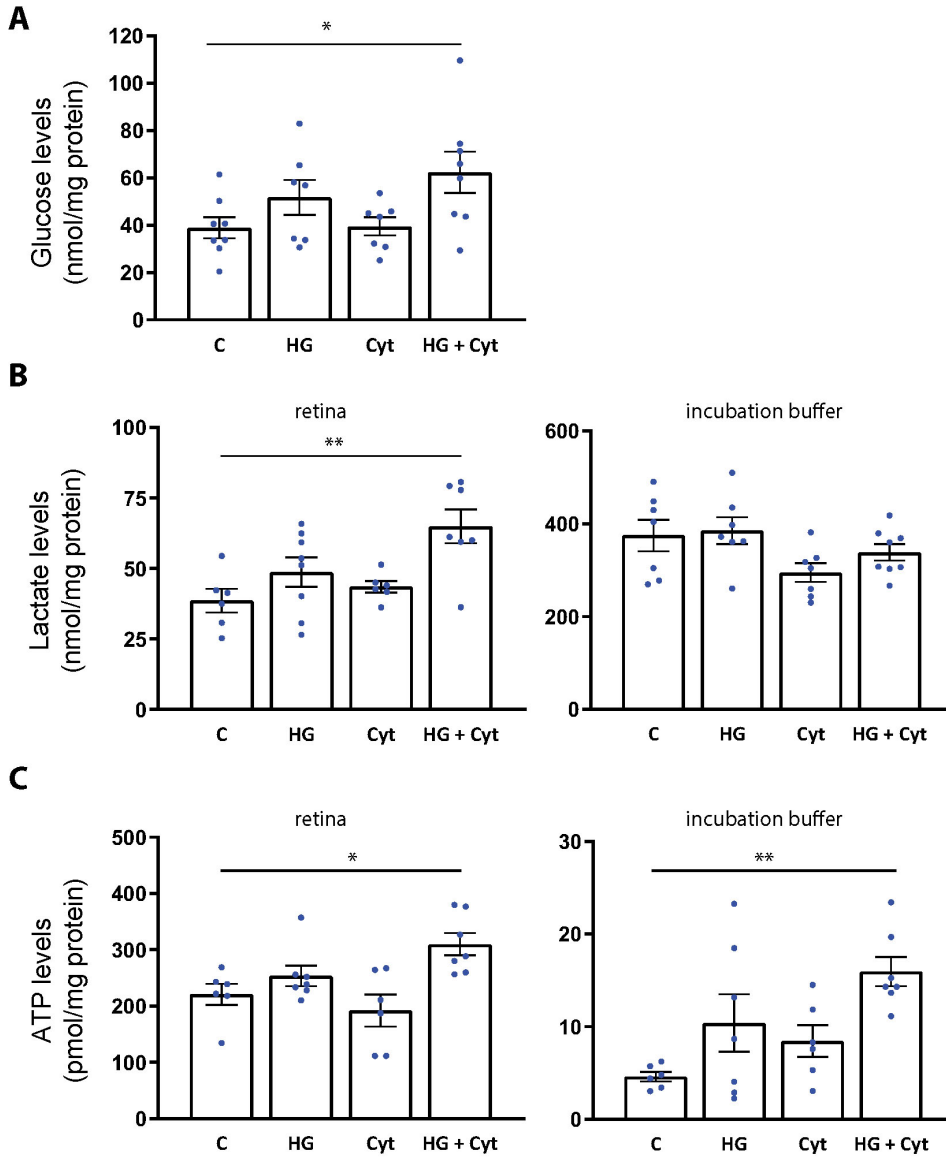 A
Glucose levels
(nmol/mg protein)
120
100
80
60
40
20
0
*
C HG Cyt HG + Cyt
B
Lactate levels
(nmol/mg protein)
retina
100
75
50
25
0
**
C HG Cyt HG + Cyt
incubation buffer
600
400
200
0
C HG Cyt HG + Cyt
C
ATP levels
(pmol/mg protein)
retina
500
400
300
200
100
0
*
C HG Cyt HG + Cyt
incubation buffer
30
20
10
0
**
C HG Cyt HG + Cyt